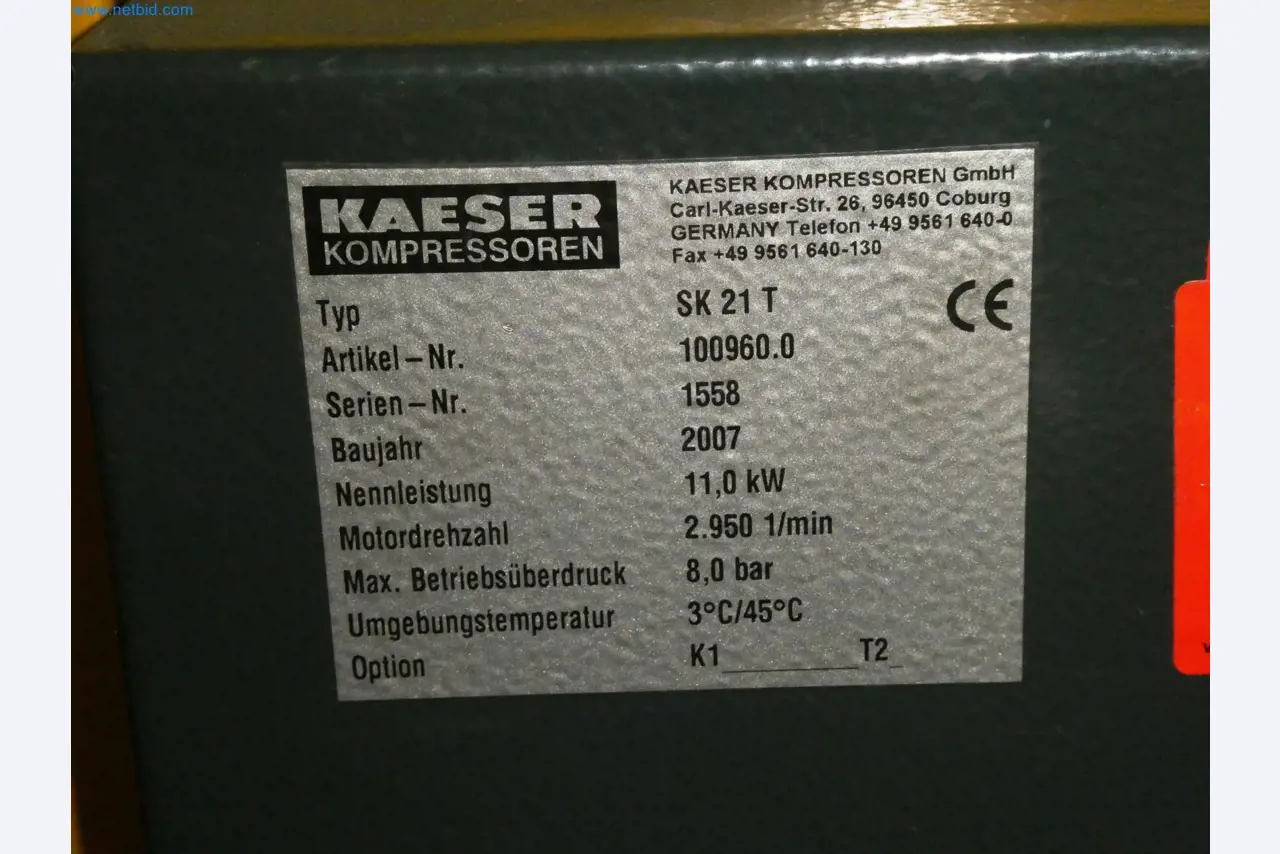 www.netbid.com
KAESER
KOMPRESSOREN
KAESER KOMPRESSOREN GmbH
Carl-Kaeser-Str. 26, 96450 Coburg
GERMANY Telefon +49 9561 640-0
Fax +49 9561 640-130
CE
Typ SK 21 T
Artikel – Nr. 100960.0
Serien – Nr. 1558
Baujahr 2007
Nennleistung 11,0 kW
Motordrehzahl 2.950 1/min
Max. Betriebsüberdruck 8,0 bar
Umgebungstemperatur 3°C/45°C
Option K1__________T2_